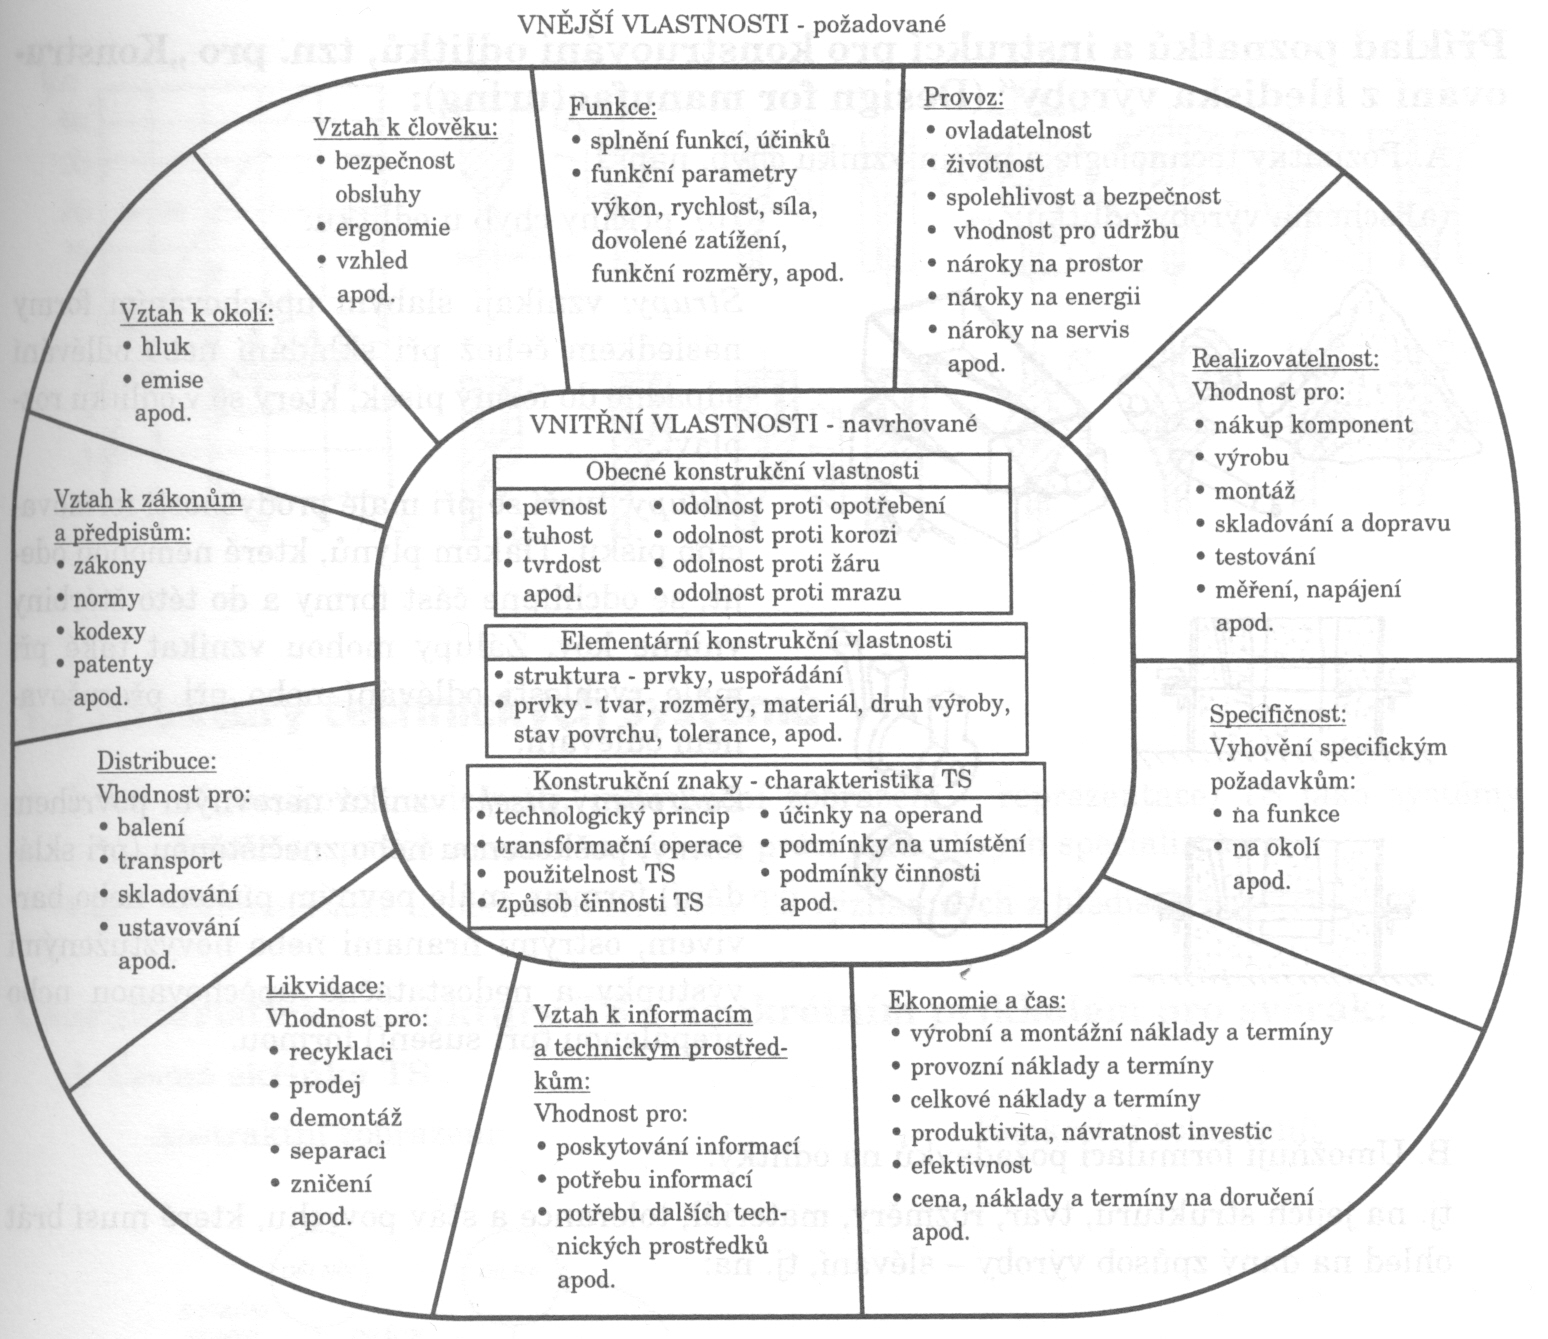 VNĚJŠÍ VLASTNOSTI - požadované
Vztah k člověku:
• bezpečnost
obsluhy
• ergonomie
• vzhled
apod.
Funkce:
• splnění funkcí, účinků
• funkční parametry
výkon, rychlost, síla,
dovolené zatížení,
funkční rozměry, apod.
Provoz:
• ovladatelnost
• životnost
• spolehlivost a bezpečnost
• vhodnost pro údržbu
• nároky na prostor
• nároky na energii
• nároky na servis
apod.
Realizovatelnost:
Vhodnost pro:
• nákup komponent
• výrobu
• montáž
• skladování a dopravu
• testování
• měření, napájení
apod.
Specifičnost:
Vyhovění specifickým
požadavkům:
• na funkce
• na okolí
apod.
Ekonomie a čas:
• výrobní a montážní náklady a termíny
• provozní náklady a termíny
• celkové náklady a termíny
• produktivita, návratnost investic
• efektivnost
• cena, náklady a termíny na doručení
apod.
Vztah k informacím
a technickým prostřed-
kům:
Vhodnost pro:
• poskytování informací
• potřebu informací
• potřebu dalších tech-
nických prostředků
apod.
Likvidace:
Vhodnost pro:
• recyklaci
• prodej
• demontáž
• separaci
• zničení
apod.
Distribuce:
Vhodnost pro:
• balení
• transport
• skladování
• ustavování
apod.
Vztah k zákonům
a předpisům:
• zákony
• normy
• kodexy
• patenty
apod.
Vztah k okolí:
• hluk
• emise
apod.
VNITŘNÍ VLASTNOSTI - navrhované
Obecné konstrukční vlastnosti
• pevnost • odolnost proti opotřebení
• tuhost • odolnost proti korozi
• tvrdost • odolnost proti žáru
apod. • odolnost proti mrazu
Elementární konstrukční vlastnosti
• struktura - prvky, uspořádání
• prvky - tvar, rozměry, materiál, druh výroby,
stav povrchu, tolerance, apod.
Konstrukční znaky - charakteristika TS
• technologický princip • účinky na operand
• transformační operace • podmínky na umístění
• použitelnost TS • podmínky činnosti
• způsob činnosti TS apod.